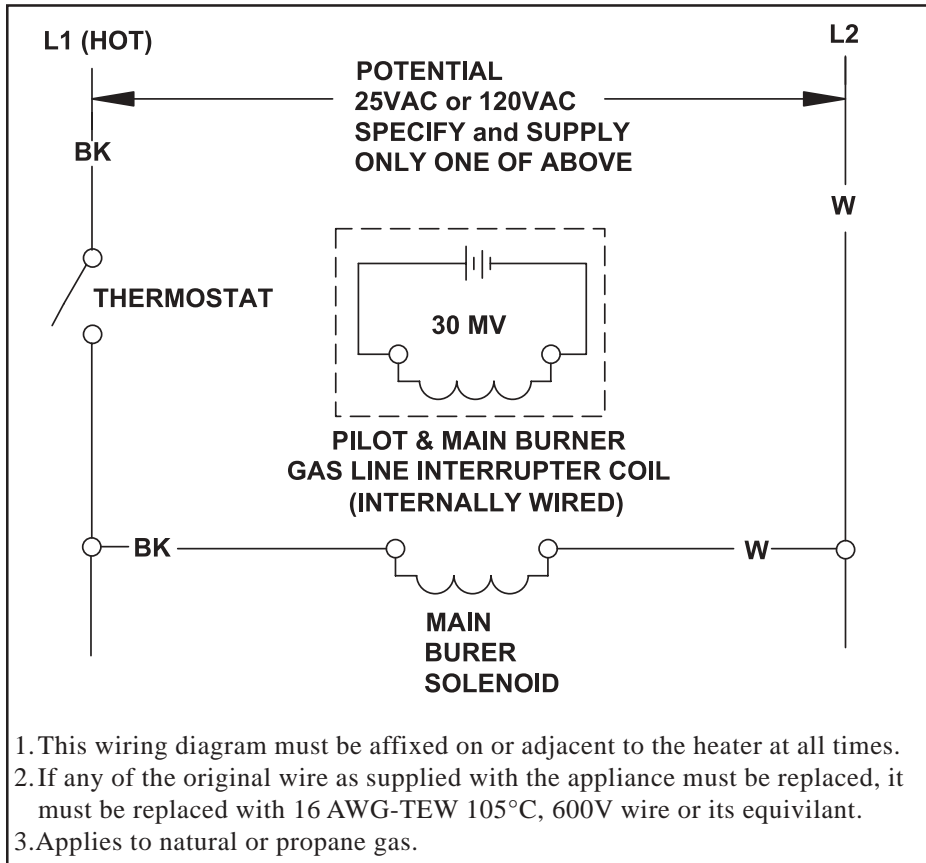 L1 (HOT)
L2
POTENTIAL
25VAC or 120VAC
SPECIFY and SUPPLY
ONLY ONE OF ABOVE
BK
W
THERMOSTAT
30 MV
PILOT & MAIN BURNER
GAS LINE INTERRUPTER COIL
(INTERNALLY WIRED)
BK
W
MAIN
BURER
SOLENOID
1. This wiring diagram must be affixed on or adjacent to the heater at all times.
2. If any of the original wire as supplied with the appliance must be replaced, it
must be replaced with 16 AWG-TEW 105°C, 600V wire or its equivilant.
3. Applies to natural or propane gas.